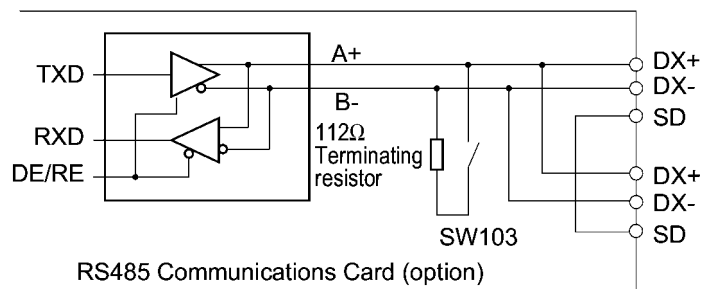 TXD
RXD
DE/RE
A+
B-
112Ω
Terminating
resistor
SW103
DX+
DX-
SD
DX+
DX-
SD
RS485 Communications Card (option)